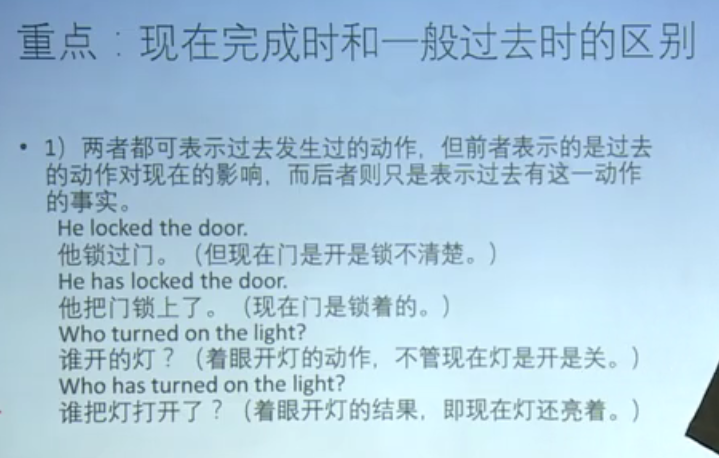 重点：现在完成时和一般过去时的区别
• 1）两者都可表示过去发生过的动作，但前者表示的是过去
的动作对现在的影响，而后者则只是表示过去有这一动作
的事实。
He locked the door.
他锁过门。（但现在门是开是锁不清楚。）
He has locked the door.
他把门锁上了。（现在门是锁着的。）
Who turned on the light?
谁开的灯？（着眼开灯的动作，不管现在灯是开是关。）
Who has turned on the light?
谁把灯打开了？（着眼开灯的结果，即现在灯还亮着。）